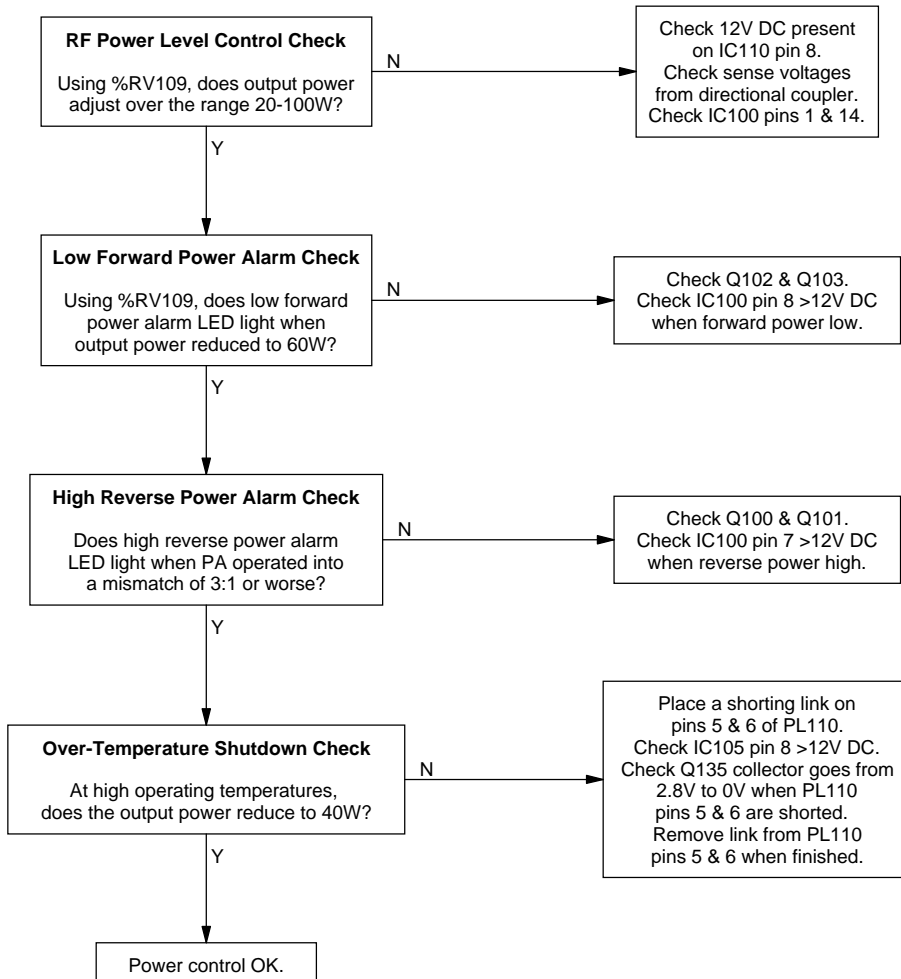 RF Power Level Control Check
Using %RV109, does output power
adjust over the range 20-100W?
N
Check 12V DC present
on IC110 pin 8.
Check sense voltages
from directional coupler.
Check IC100 pins 1 & 14.
Y
Low Forward Power Alarm Check
Using %RV109, does low forward
power alarm LED light when
output power reduced to 60W?
N
Check Q102 & Q103.
Check IC100 pin 8 >12V DC
when forward power low.
Y
High Reverse Power Alarm Check
Does high reverse power alarm
LED light when PA operated into
a mismatch of 3:1 or worse?
N
Check Q100 & Q101.
Check IC100 pin 7 >12V DC
when reverse power high.
Y
Over-Temperature Shutdown Check
At high operating temperatures,
does the output power reduce to 40W?
N
Place a shorting link on
pins 5 & 6 of PL110.
Check IC105 pin 8 >12V DC.
Check Q135 collector goes from
2.8V to 0V when PL110
pins 5 & 6 are shorted.
Remove link from PL110
pins 5 & 6 when finished.
Y
Power control OK.